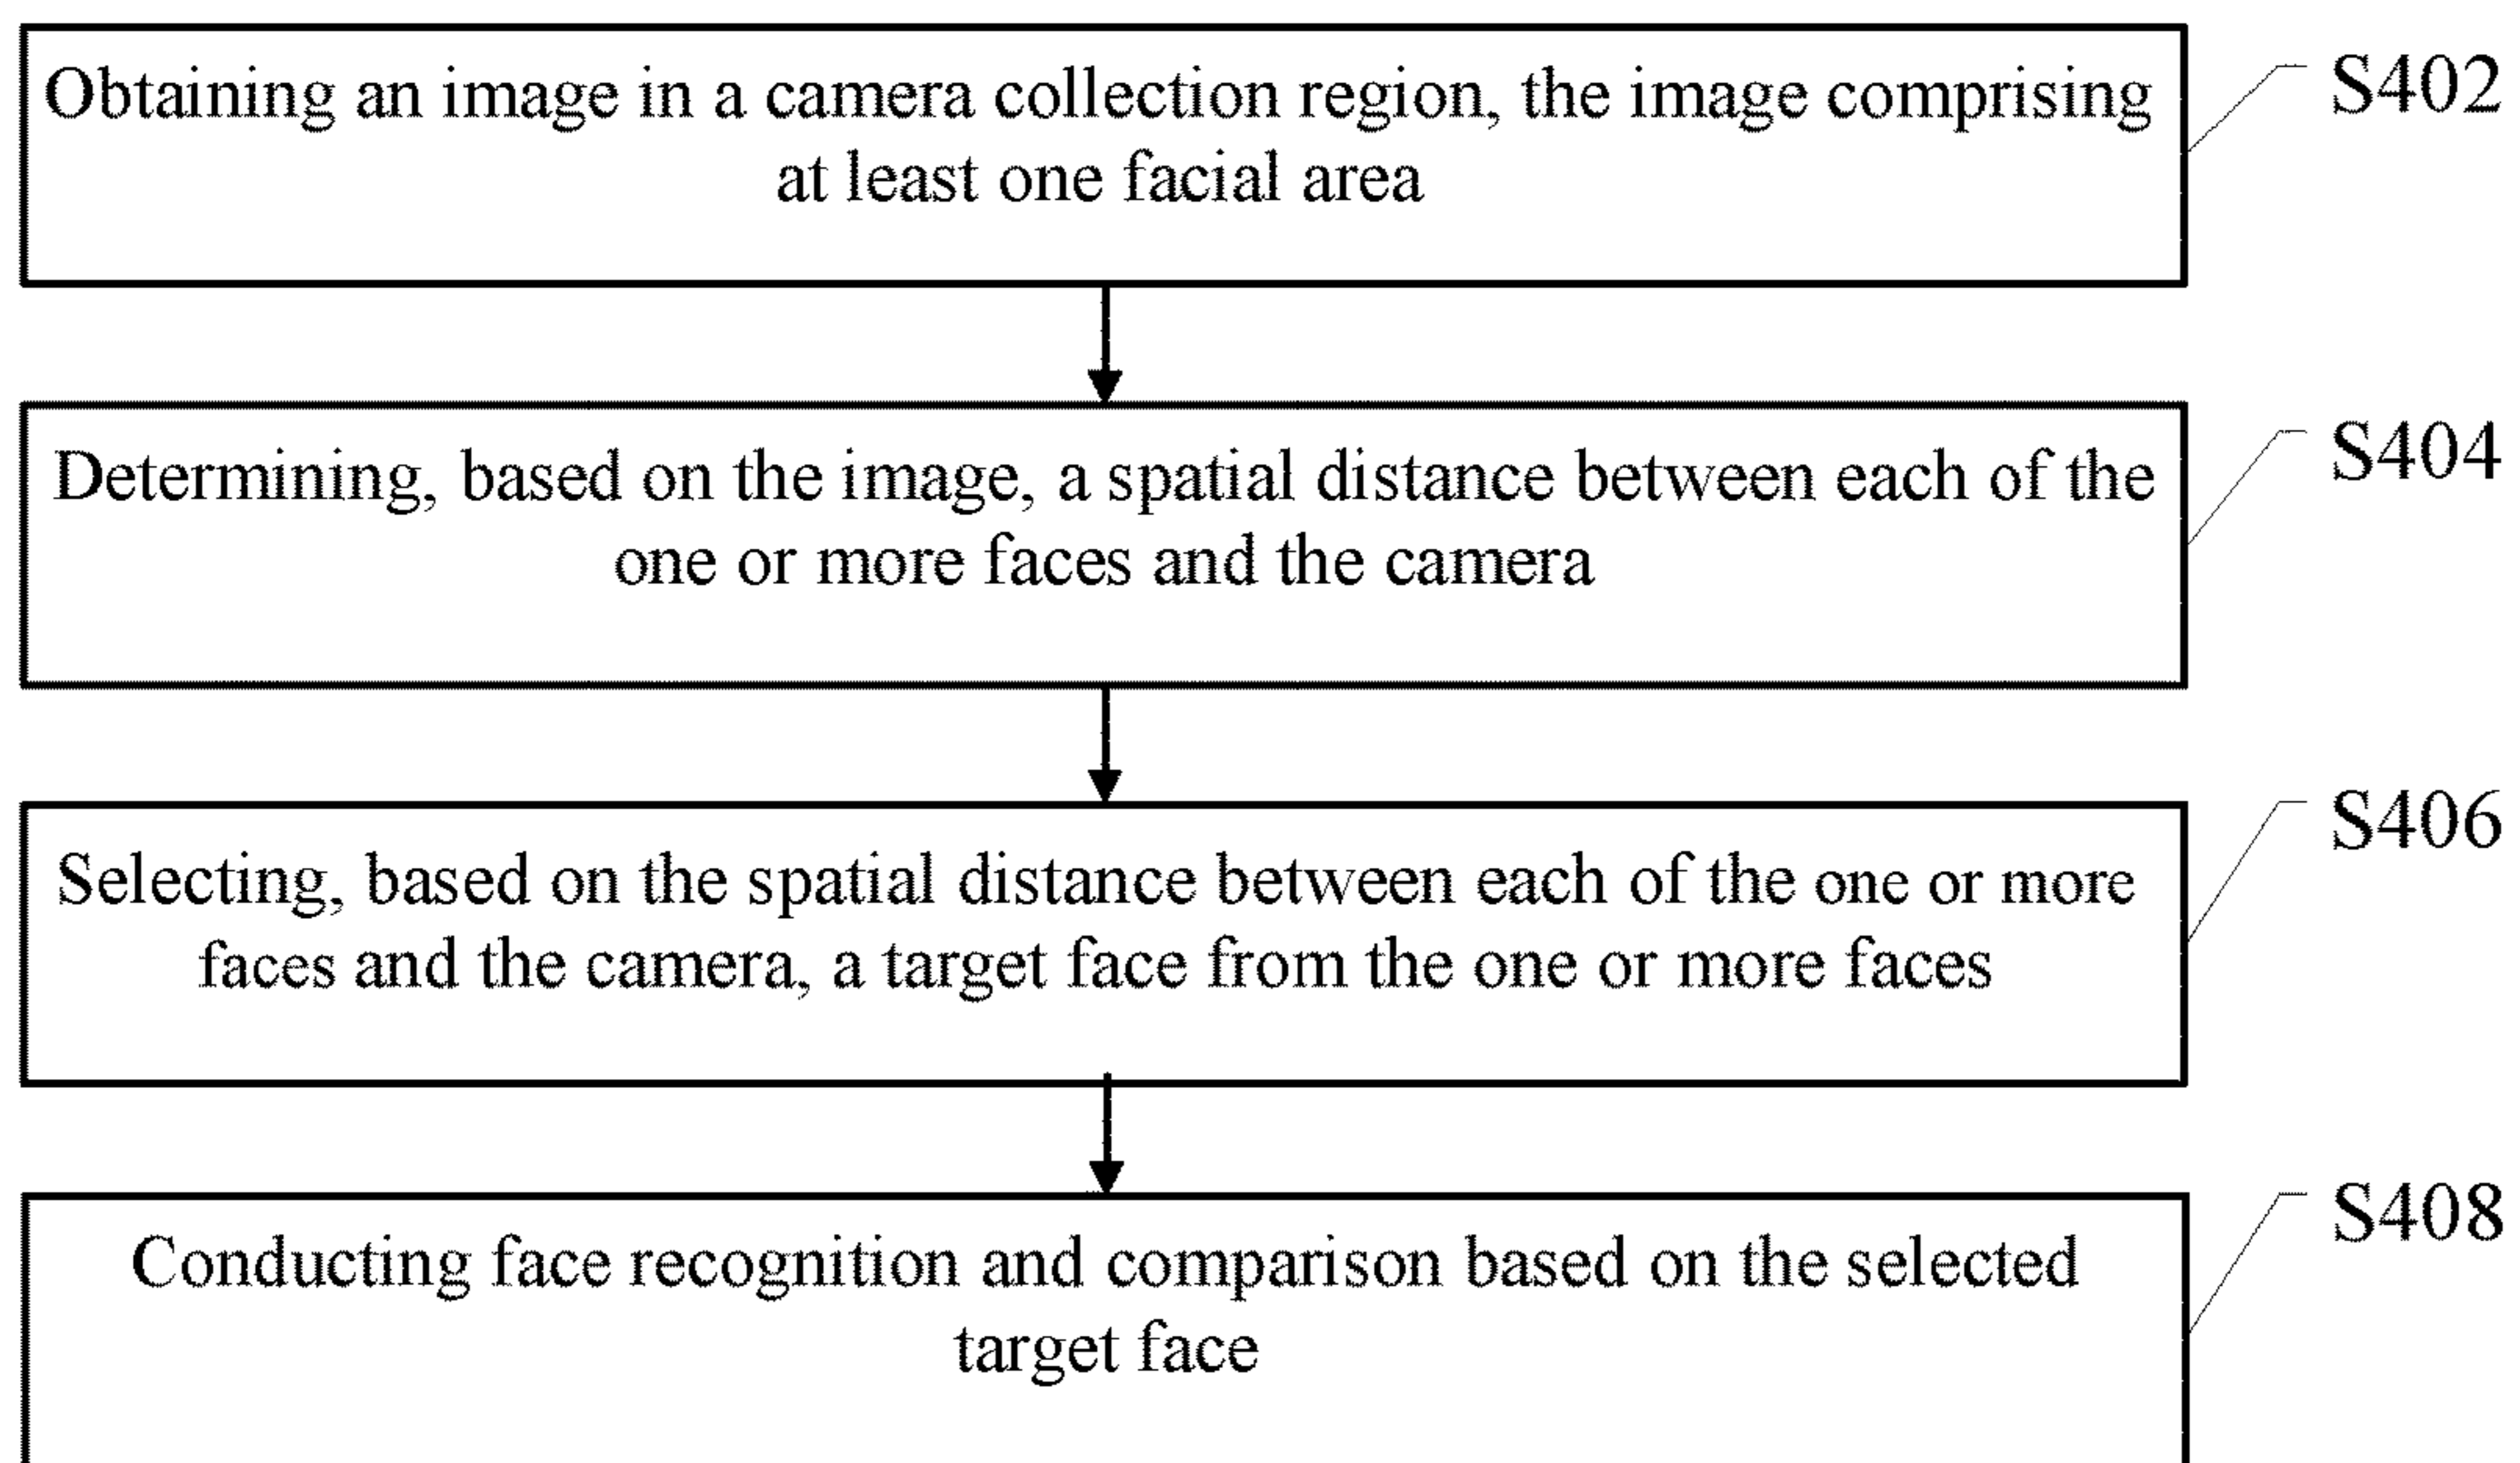 Obtaining an image in a camera collection region, the image comprising
at least one facial area
S402
Determining, based on the image, a spatial distance between each of the
one or more faces and the camera
S404
Selecting, based on the spatial distance between each of the one or more
faces and the camera, a target face from the one or more faces
S406
Conducting face recognition and comparison based on the selected
target face
S408